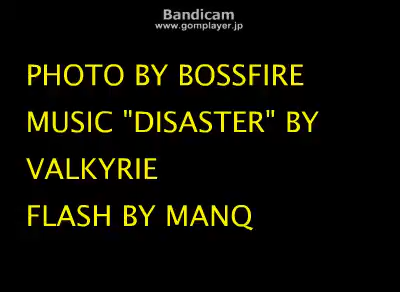 Bandicam
www.gomplayer.jp
PHOTO BY BOSSFIRE
MUSIC "DISASTER" BY
VALKYRIE
FLASH BY MANQ